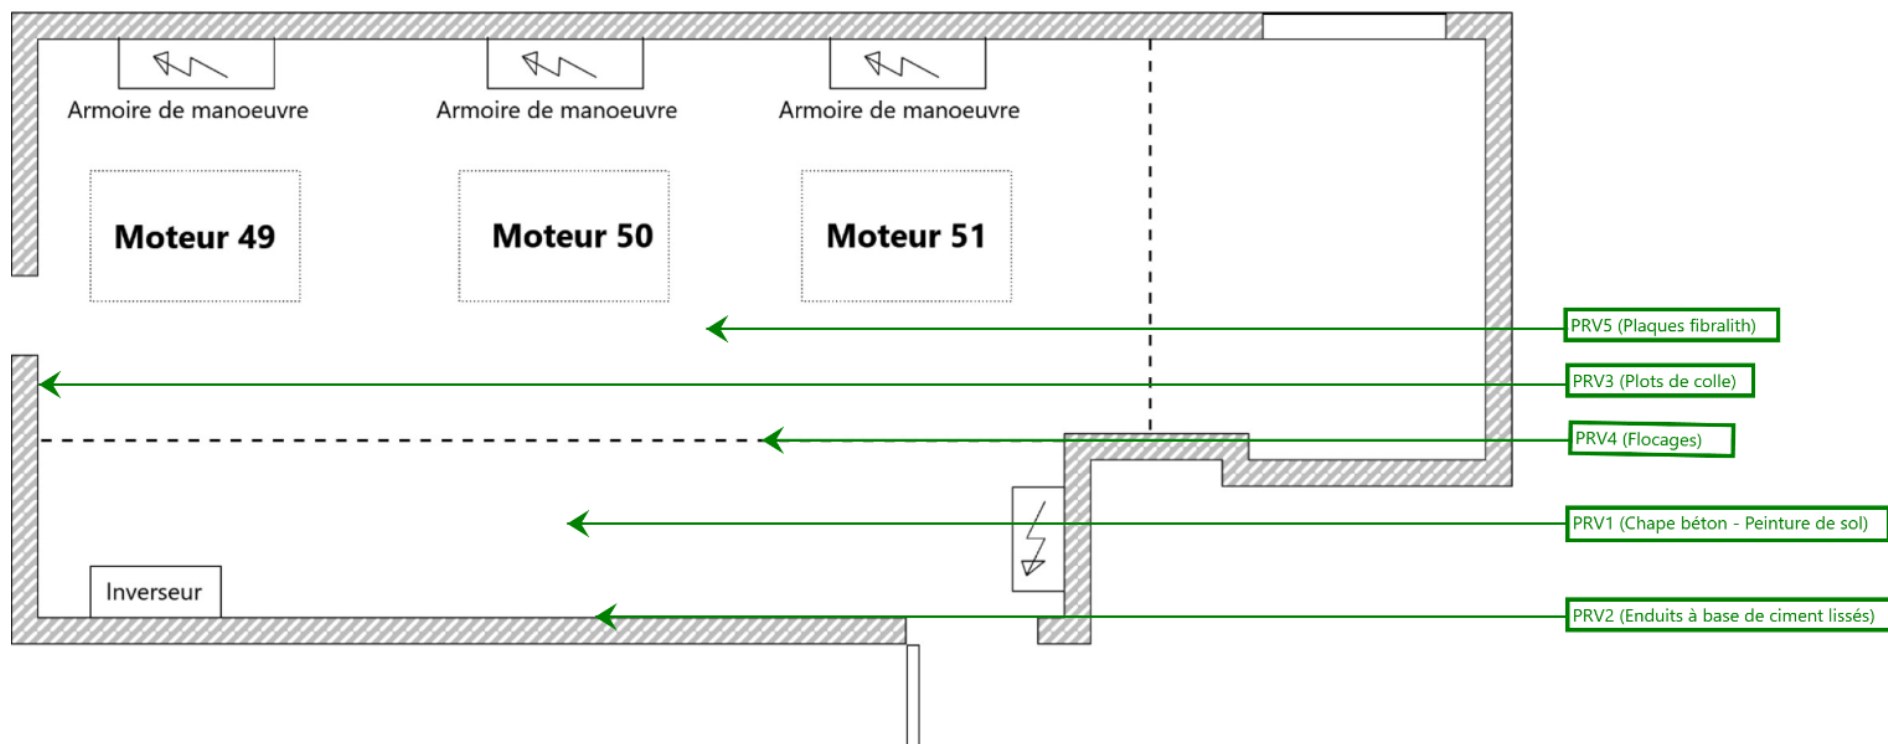 Armoire de manoeuvre
Armoire de manoeuvre
Armoire de manoeuvre
Moteur 49
Moteur 50
Moteur 51
PRV5 (Plaques fibralith)
PRV3 (Plots de colle)
PRV4 (Flocages)
PRV1 (Chape béton - Peinture de sol)
Inverseur
PRV2 (Enduits à base de ciment lissés)